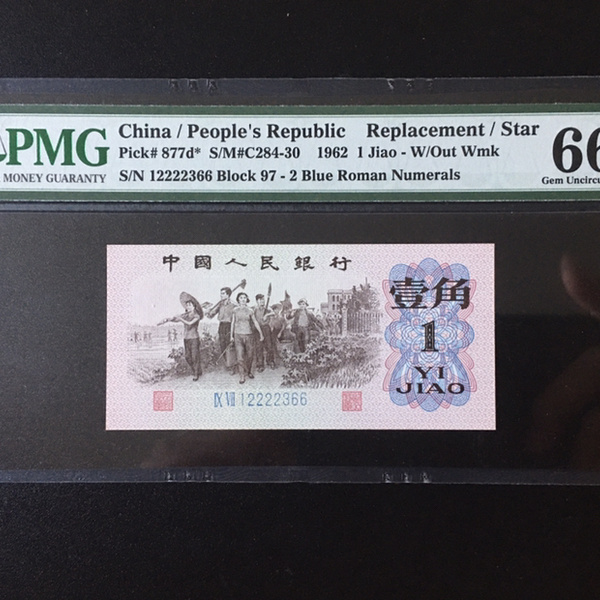 PMG
MONEY GUARANTY
China / People's Republic Replacement / Star
Pick# 877d* S/M#C284-30 1962 1 Jiao - W/Out Wmk
S/N 12222366 Block 97 - 2 Blue Roman Numerals
66
Gem Uncircu
中國人民銀行
壹角
1
YI
JIAO
IX VII 12222366